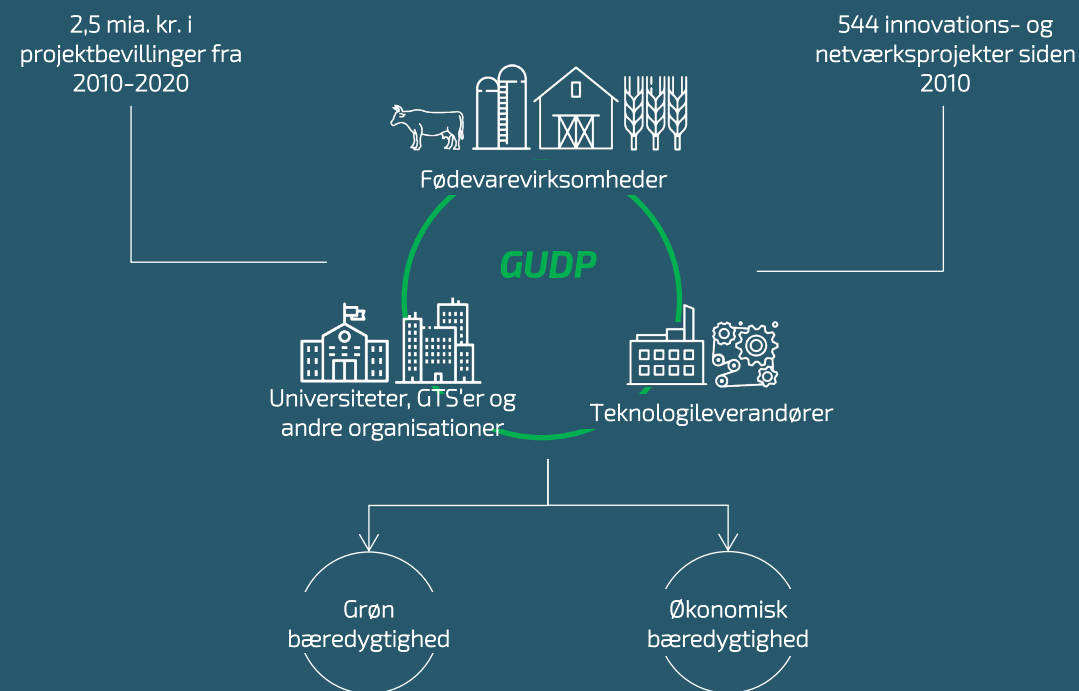 2,5 mia. kr. i
projektbevillinger fra
2010-2020
544 innovations- og
netværksprojekter siden
2010
Fødevarevirksomheder
GUDP
Universiteter, GTS'er og
andre organisationer
Teknologileverandører
Grøn
bæredygtighed
Økonomisk
bæredygtighed